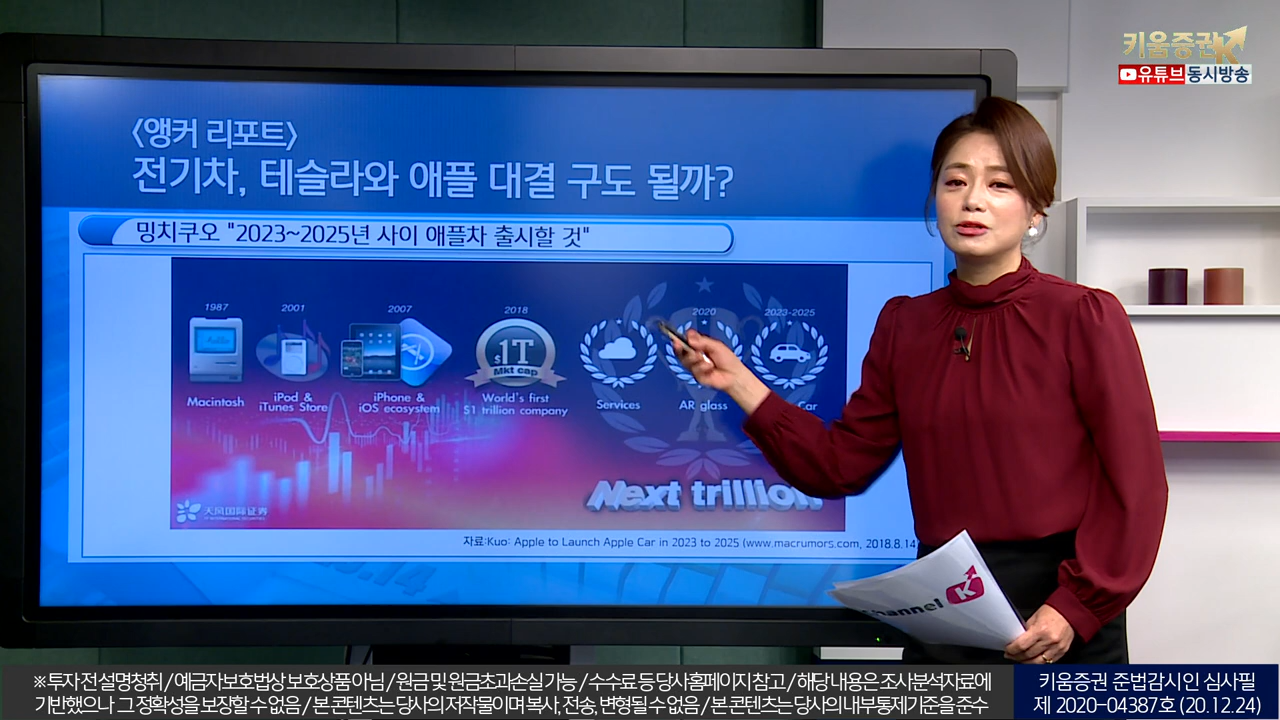 키움증권K
유튜브동시방송
<앵커 리포트>
전기차, 테슬라와 애플 대결 구도 될까?
밍치쿠오 "2023~2025년 사이 애플차 출시할 것"
1987
2001
2007
2018
2020
2023-2025
$1T
Mkt cap
Macintosh
iPod &
iTunes Store
iPhone &
iOS ecosystem
World's first
$1 trillion company
Services
AR glass
Car
Next trillion
天风国际证券
TF INTERNATIONAL SECURITIES
자료:Kuo: Apple to Launch Apple Car in 2023 to 2025 (www.macrumors.com, 2018.8.14
channel K
※ 투자 전 설명청취 / 예금자보호법상 보호상품 아님 / 원금 및 원금초과손실 가능 / 수수료 등 당사홈페이지 참고 / 해당 내용은 조사분석자료에
기반했으나 그 정확성을 보장할 수 없음 / 본 콘텐츠는 당사의 저작물이며 복사, 전송, 변형될 수 없음 / 본 콘텐츠는 당사의 내부통제기준을 준수
키움증권 준법감시인 심사필
제 2020-04387호 (20.12.24)